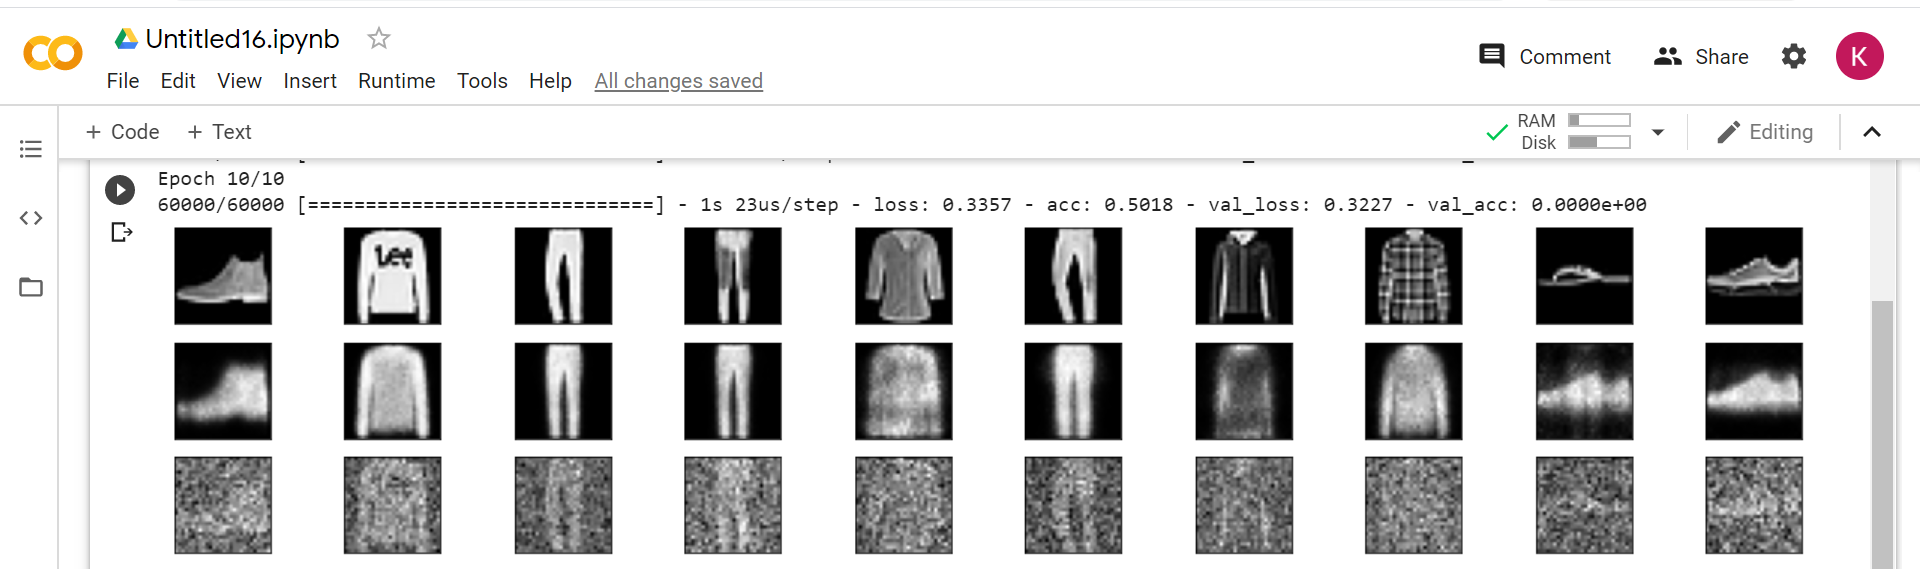 Untitled16.ipynb
File Edit View Insert Runtime Tools Help All changes saved
Comment Share K
+ Code + Text
RAM
Disk
Editing
Epoch 10/10
60000/60000 [==============================] - 1s 23us/step - loss: 0.3357 - acc: 0.5018 - val_loss: 0.3227 - val_acc: 0.0000e+00
Lee